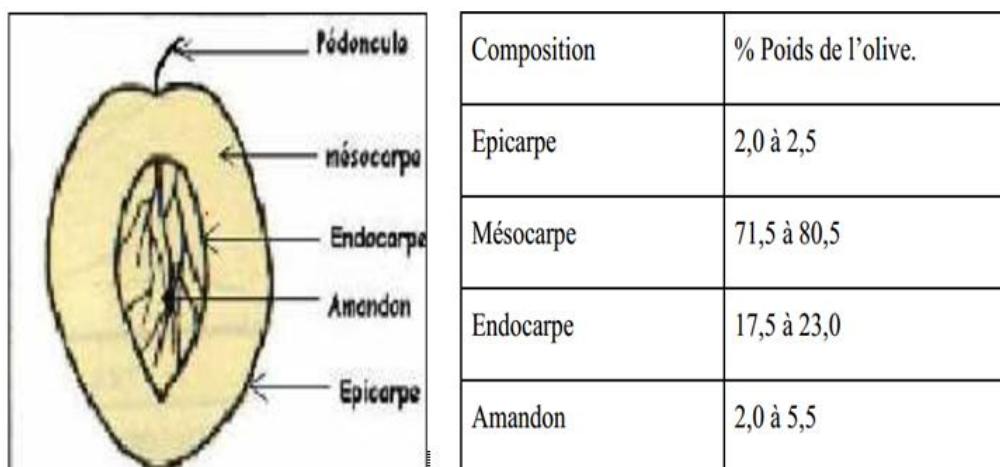 Pédoncule
mésocarpe
Endocarpe
Amandon
Epicarpe
Composition % Poids de l'olive.
Epicarpe 2,0 à 2,5
Mésocarpe 71,5 à 80,5
Endocarpe 17,5 à 23,0
Amandon 2,0 à 5,5